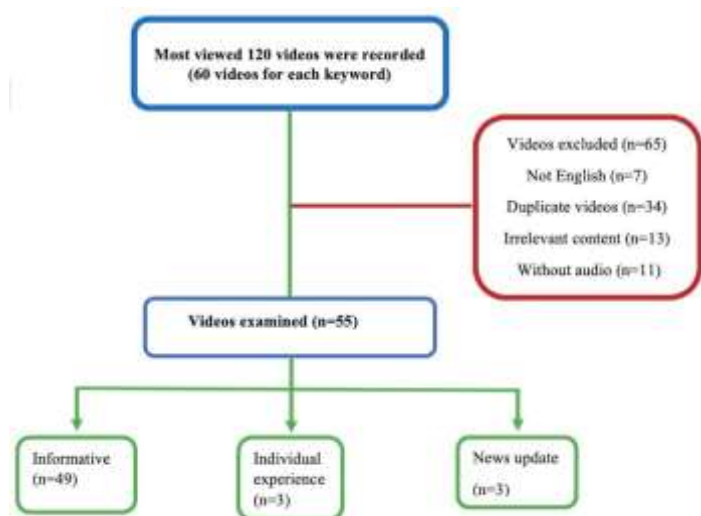 Most viewed 120 videos were recorded
(60 videos for each keyword)
Videos excluded (n=65)
Not English (n=7)
Duplicate videos (n=34)
Irrelevant content (n=13)
Without audio (n=11)
Videos examined (n=55)
Informative
(n=49)
Individual
experience
(n=3)
News update
(n=3)